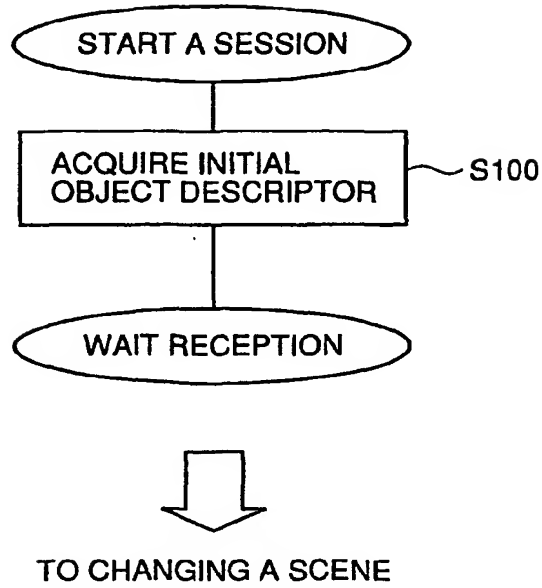 START A SESSION
ACQUIRE INITIAL
OBJECT DESCRIPTOR
S100
WAIT RECEPTION
TO CHANGING A SCENE